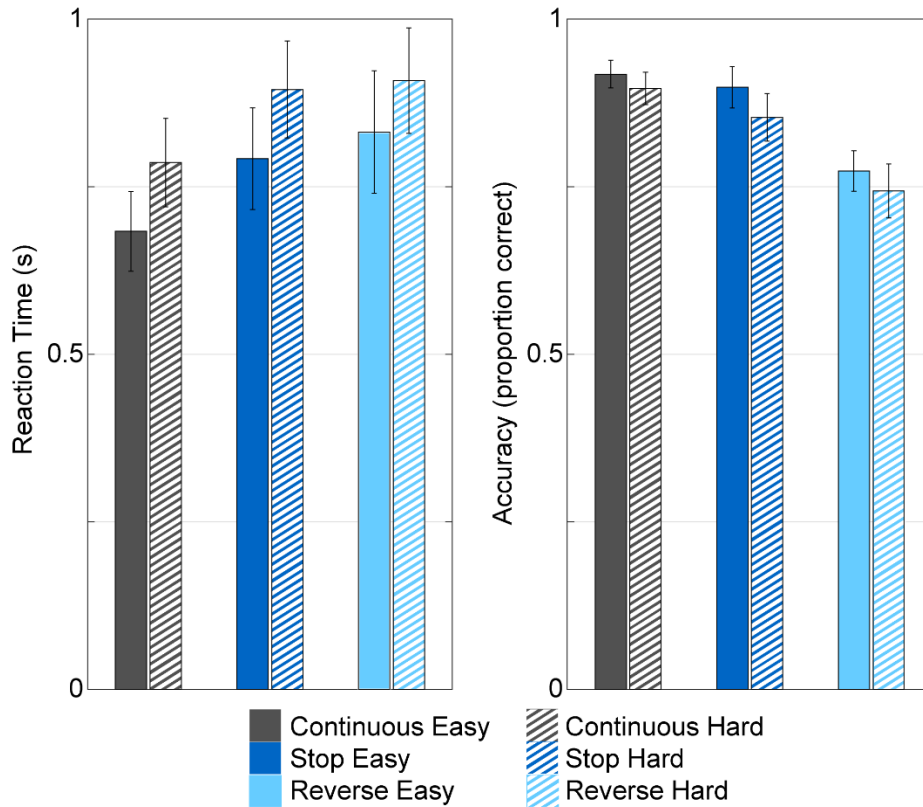 1
0.5
0
Reaction Time (s)
1
0.5
0
Accuracy (proportion correct)
Continuous Easy
Continuous Hard
Stop Easy
Stop Hard
Reverse Easy
Reverse Hard